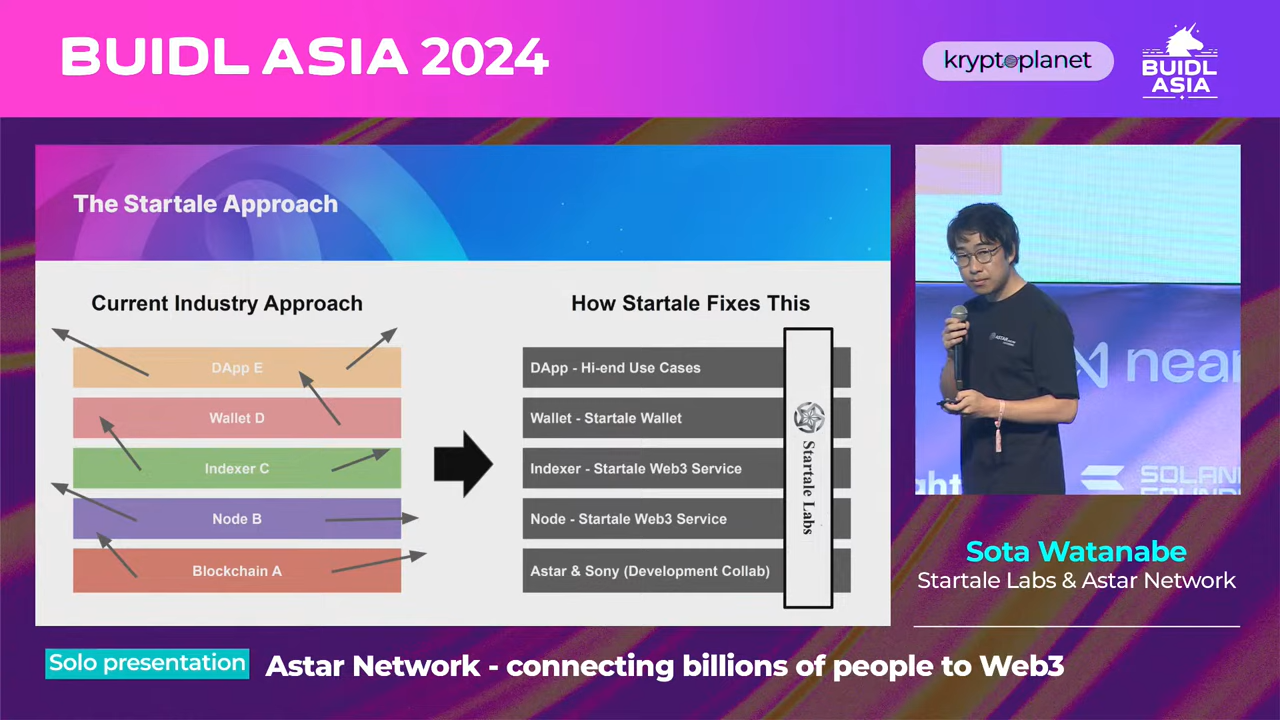 BUIDL ASIA 2024
kryptoplanet
BUIDL
ASIA
The Startale Approach
Current Industry Approach
DApp E
Wallet D
Indexer C
Node B
Blockchain A
How Startale Fixes This
DApp - Hi-end Use Cases
Wallet - Startale Wallet
Indexer - Startale Web3 Service
Node - Startale Web3 Service
Astar & Sony (Development Collab)
Startale Labs
ASTAR
near
Sota Watanabe
Startale Labs & Astar Network
Solo presentation
Astar Network - connecting billions of people to Web3